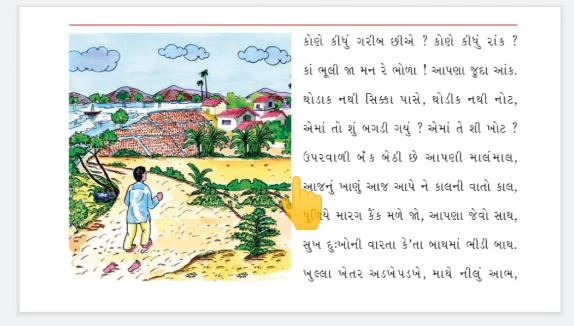 કોણે કીધું ગરીબ છીએ ? કોણે કીધું રાંક ?
કાં ભૂલી જા મન રે ભોળા ! આપણા જુદા આંક.
થોડાક નથી સિક્કા પાસે, થોડીક નથી નોટ,
એમાં તો શું બગડી ગયું ? એમાં તે શી ખોટ ?
ઉપરવાળી બૅંક બેઠી છે આપણી માલંમાલ,
આજનું ખાણું આજ આપે ને કાલની વાતો કાલ,
ધૂળિયે મારગ કૈંક મળે જો, આપણા જેવો સાથ,
સુખ દુઃખોની વારતા કે'તા બાથમાં ભીડી બાથ.
ખુલ્લા ખેતર અડખેપડખે, માથે નીલું આભ,